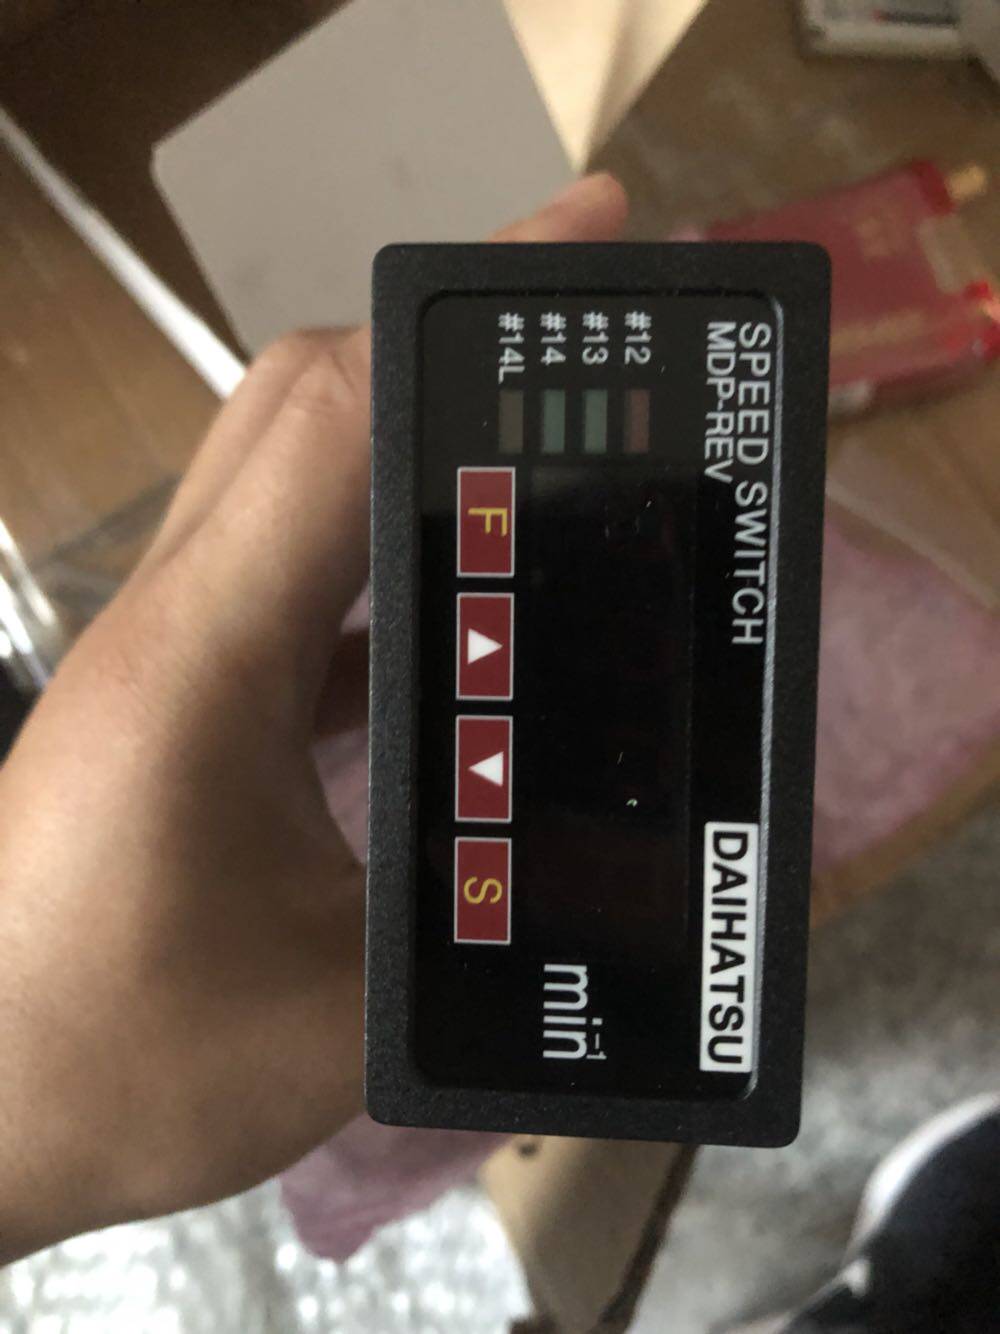 SPEED SWITCH
MDP-REV
DAIHATSU
#12
#13
#14
#14L
min⁻¹
F
S